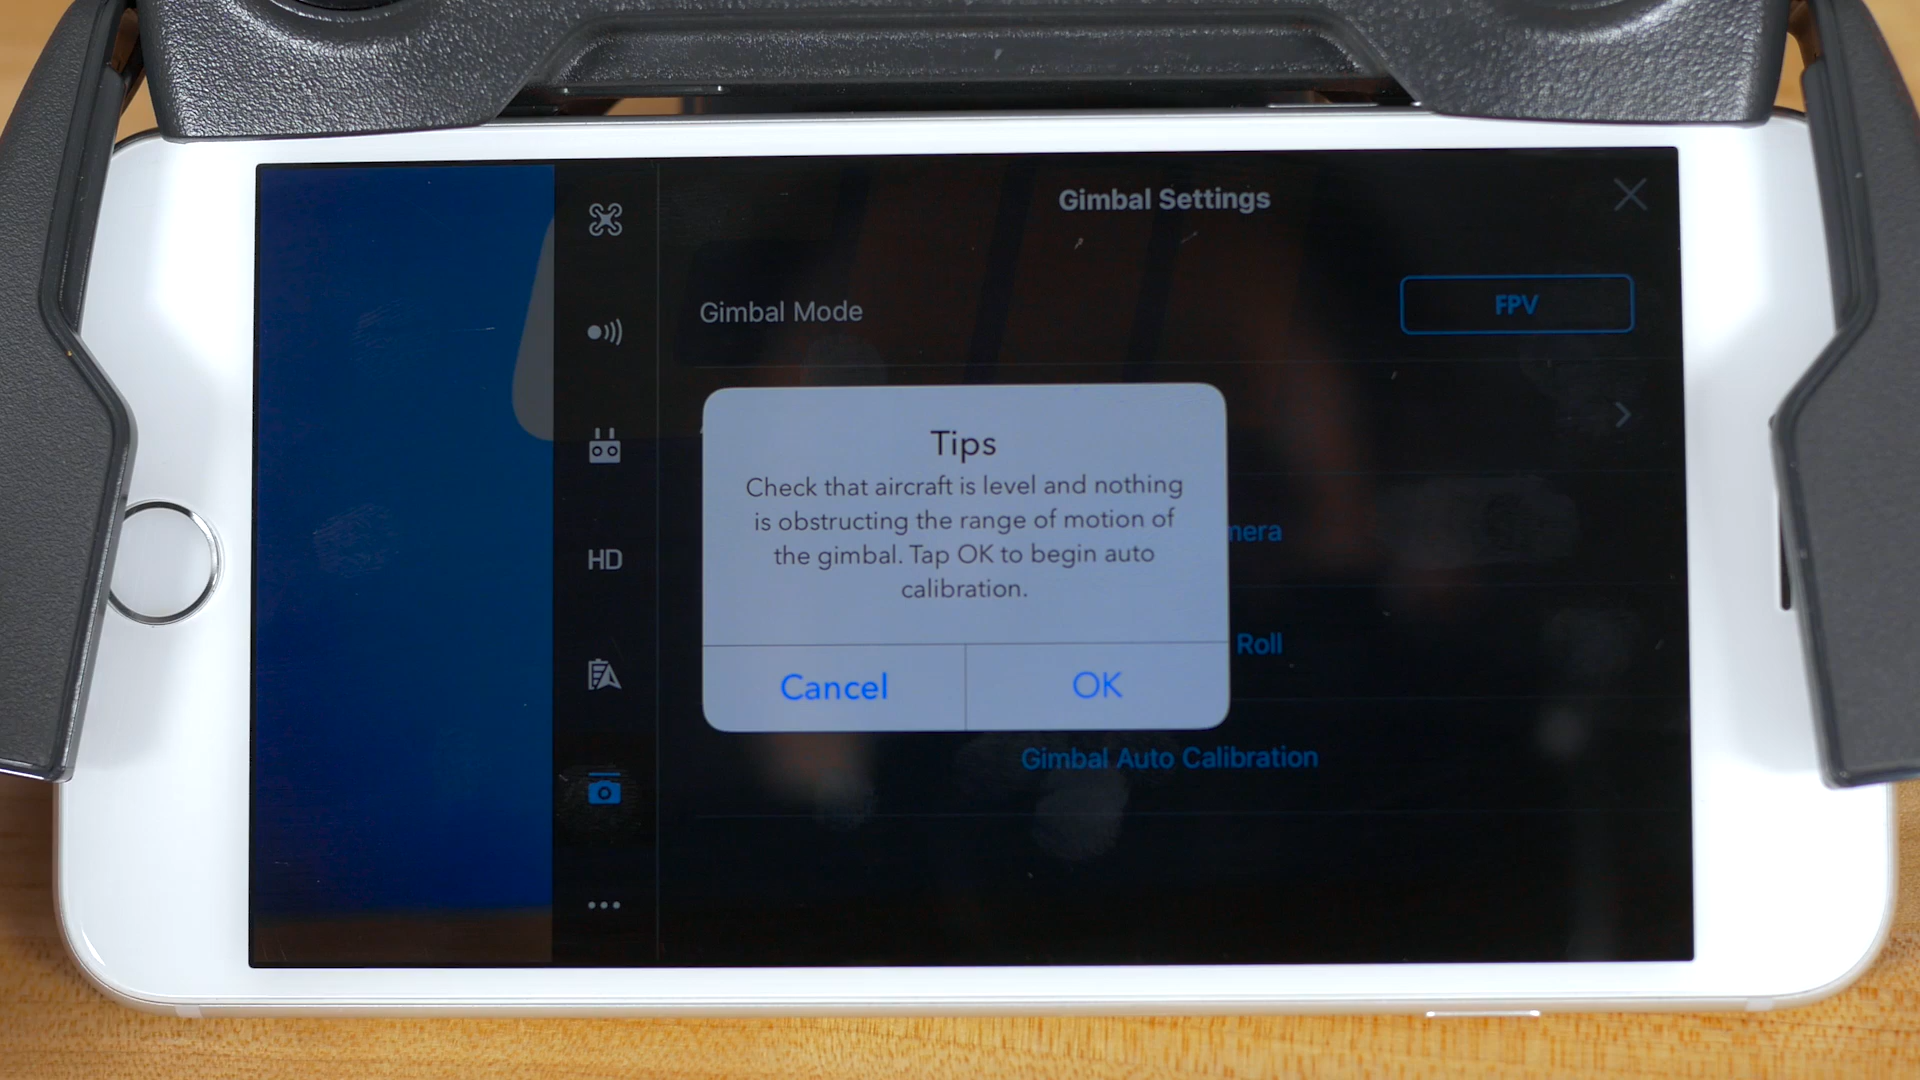 Gimbal Settings
Gimbal Mode
FPV
Tips
Check that aircraft is level and nothing
is obstructing the range of motion of
the gimbal. Tap OK to begin auto
calibration.
Cancel
OK
Roll
Gimbal Auto Calibration
HD